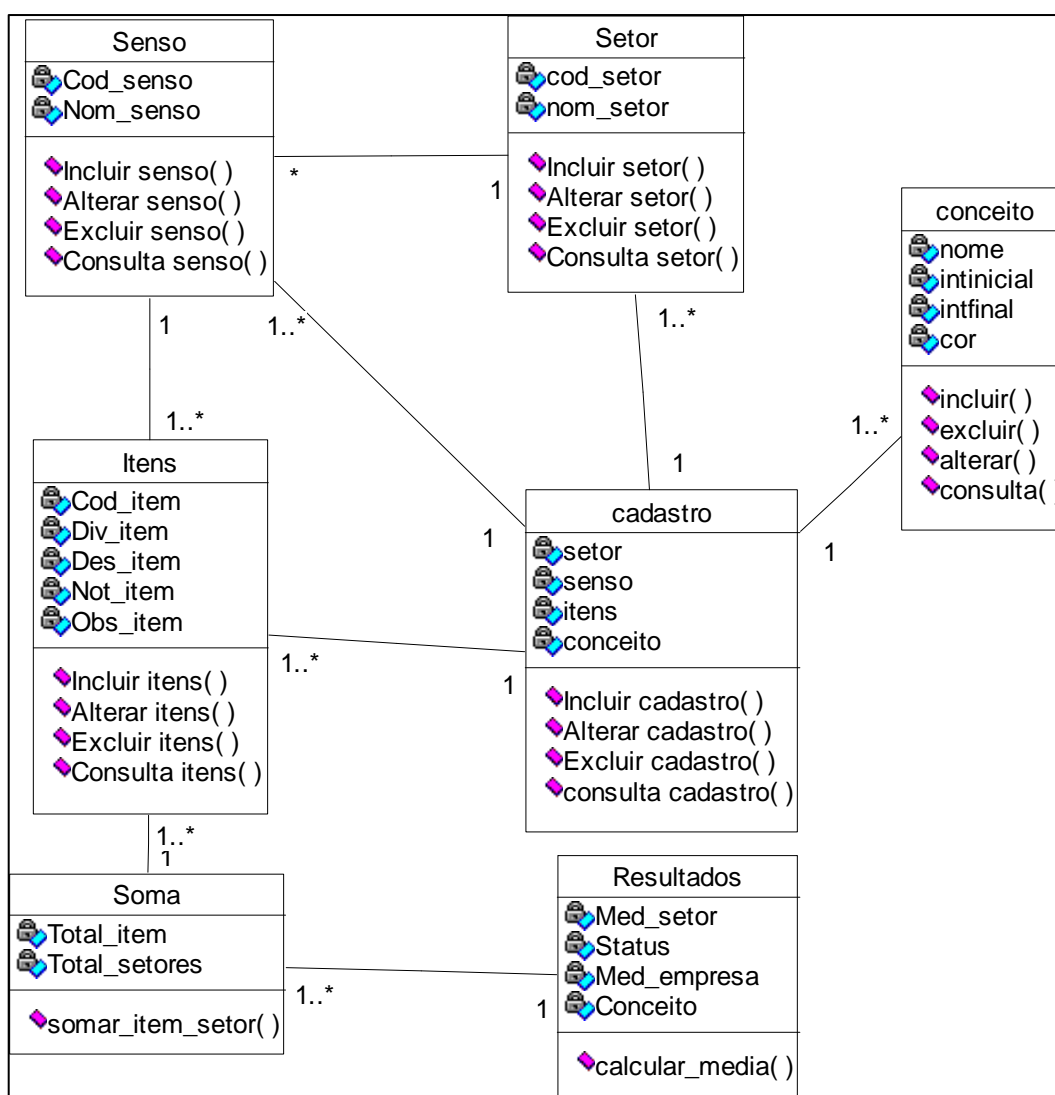 Senso
Cod_senso
Nom_senso
Incluir senso( )
Alterar senso( )
Excluir senso( )
Consulta senso( )
Setor
cod_setor
nom_setor
Incluir setor( )
Alterar setor( )
Excluir setor( )
Consulta setor( )
*
1
conceito
nome
intinicial
intfinal
cor
incluir( )
excluir( )
alterar( )
consulta( )
1
1..*
1..*
1..*
1
1..*
1
1
Itens
Cod_item
Div_item
Des_item
Not_item
Obs_item
Incluir itens( )
Alterar itens( )
Excluir itens( )
Consulta itens( )
1..*
1
cadastro
setor
senso
itens
conceito
Incluir cadastro( )
Alterar cadastro( )
Excluir cadastro( )
consulta cadastro( )
1..*
1
Soma
Total_item
Total_setores
somar_item_setor( )
1..*
1
Resultados
Med_setor
Status
Med_empresa
Conceito
calcular_media( )